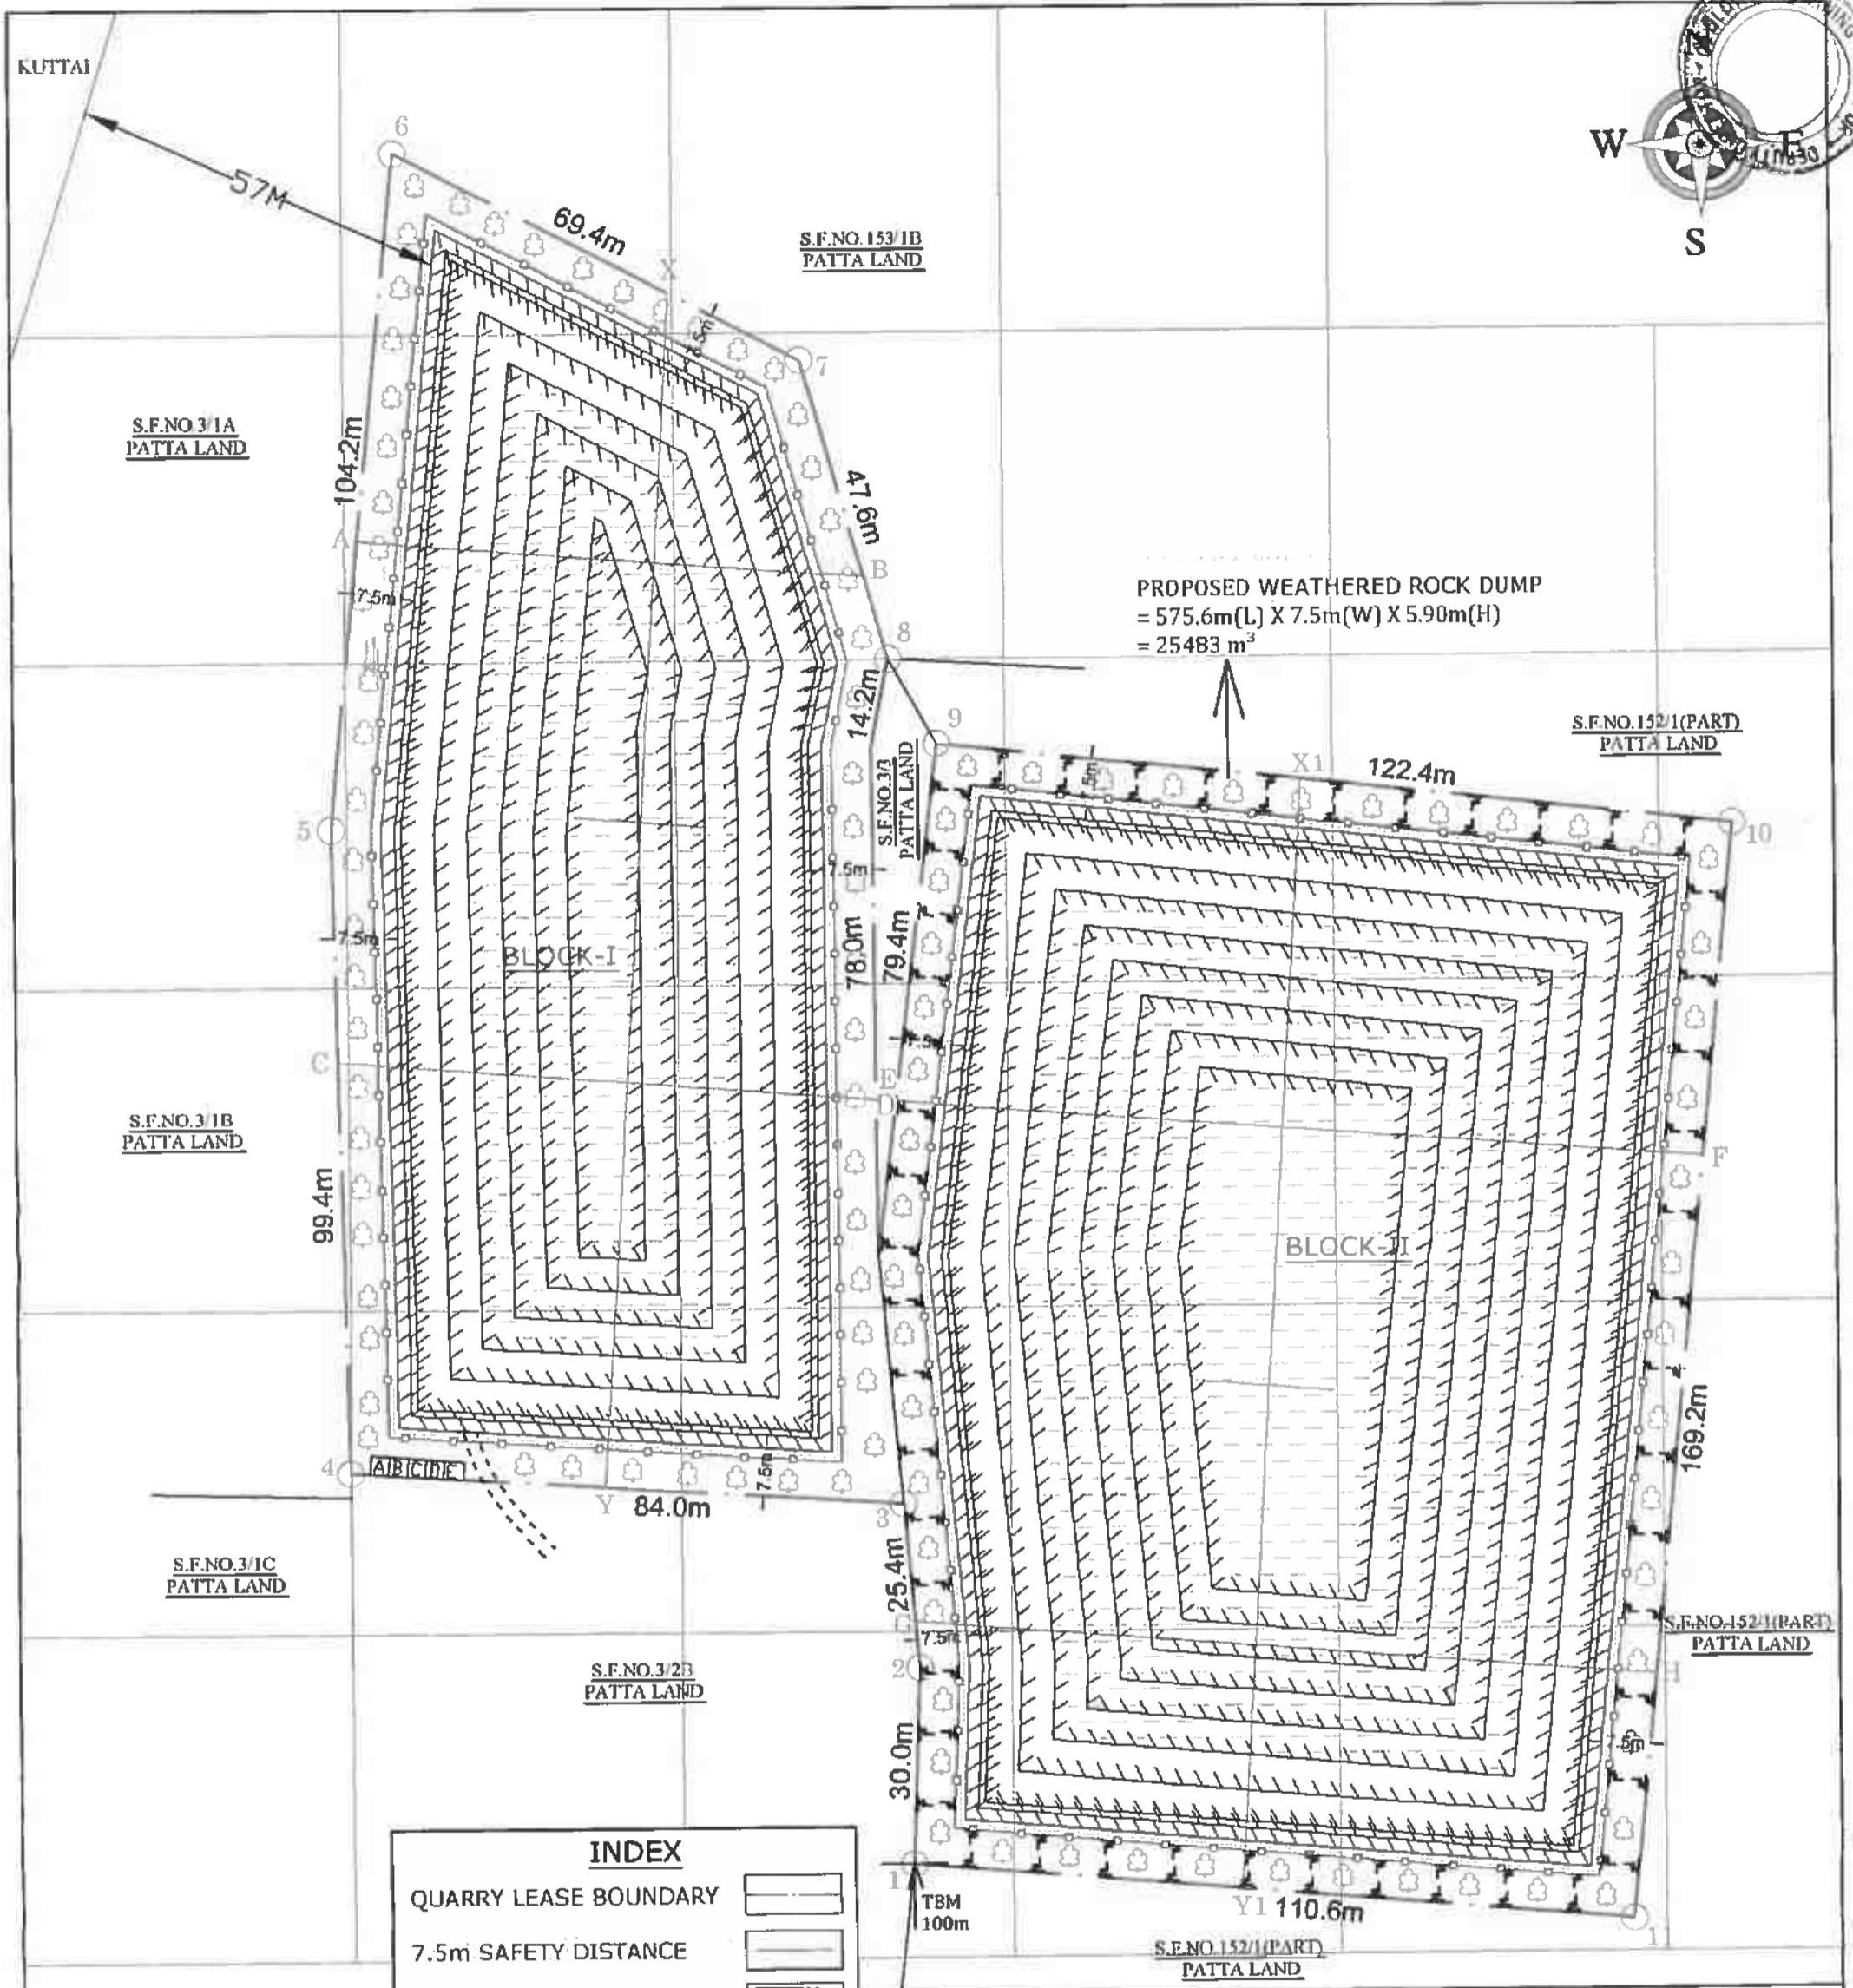 KUTTAI
57M
6
69.4m
X
7.5m
7
S.F.NO.153/1B
PATTA LAND
W
E
S
S.F.NO.3/1A
PATTA LAND
104.2m
47.6m
A
B
7.5m
8
14.2m
PROPOSED WEATHERED ROCK DUMP
= 575.6m(L) X 7.5m(W) X 5.90m(H)
= 25483 m³
9
S.F.NO.3/3
PATTA LAND
X1
122.4m
S.F.NO.152/1(PART)
PATTA LAND
10
5
7.5m
7.5m
BLOCK-I
78.0m
79.4m
C
E
D
F
S.F.NO.3/1B
PATTA LAND
99.4m
BLOCK-II
169.2m
4
A B C D E
Y
84.0m
7.5m
3
S.F.NO.3/1C
PATTA LAND
25.4m
7.5m
2
S.F.NO.3/2B
PATTA LAND
H
S.F.NO.152/1(PART)
PATTA LAND
7.5m
30.0m
1
TBM
100m
Y1
110.6m
S.F.NO.152/1(PART)
PATTA LAND
INDEX
QUARRY LEASE BOUNDARY
7.5m SAFETY DISTANCE